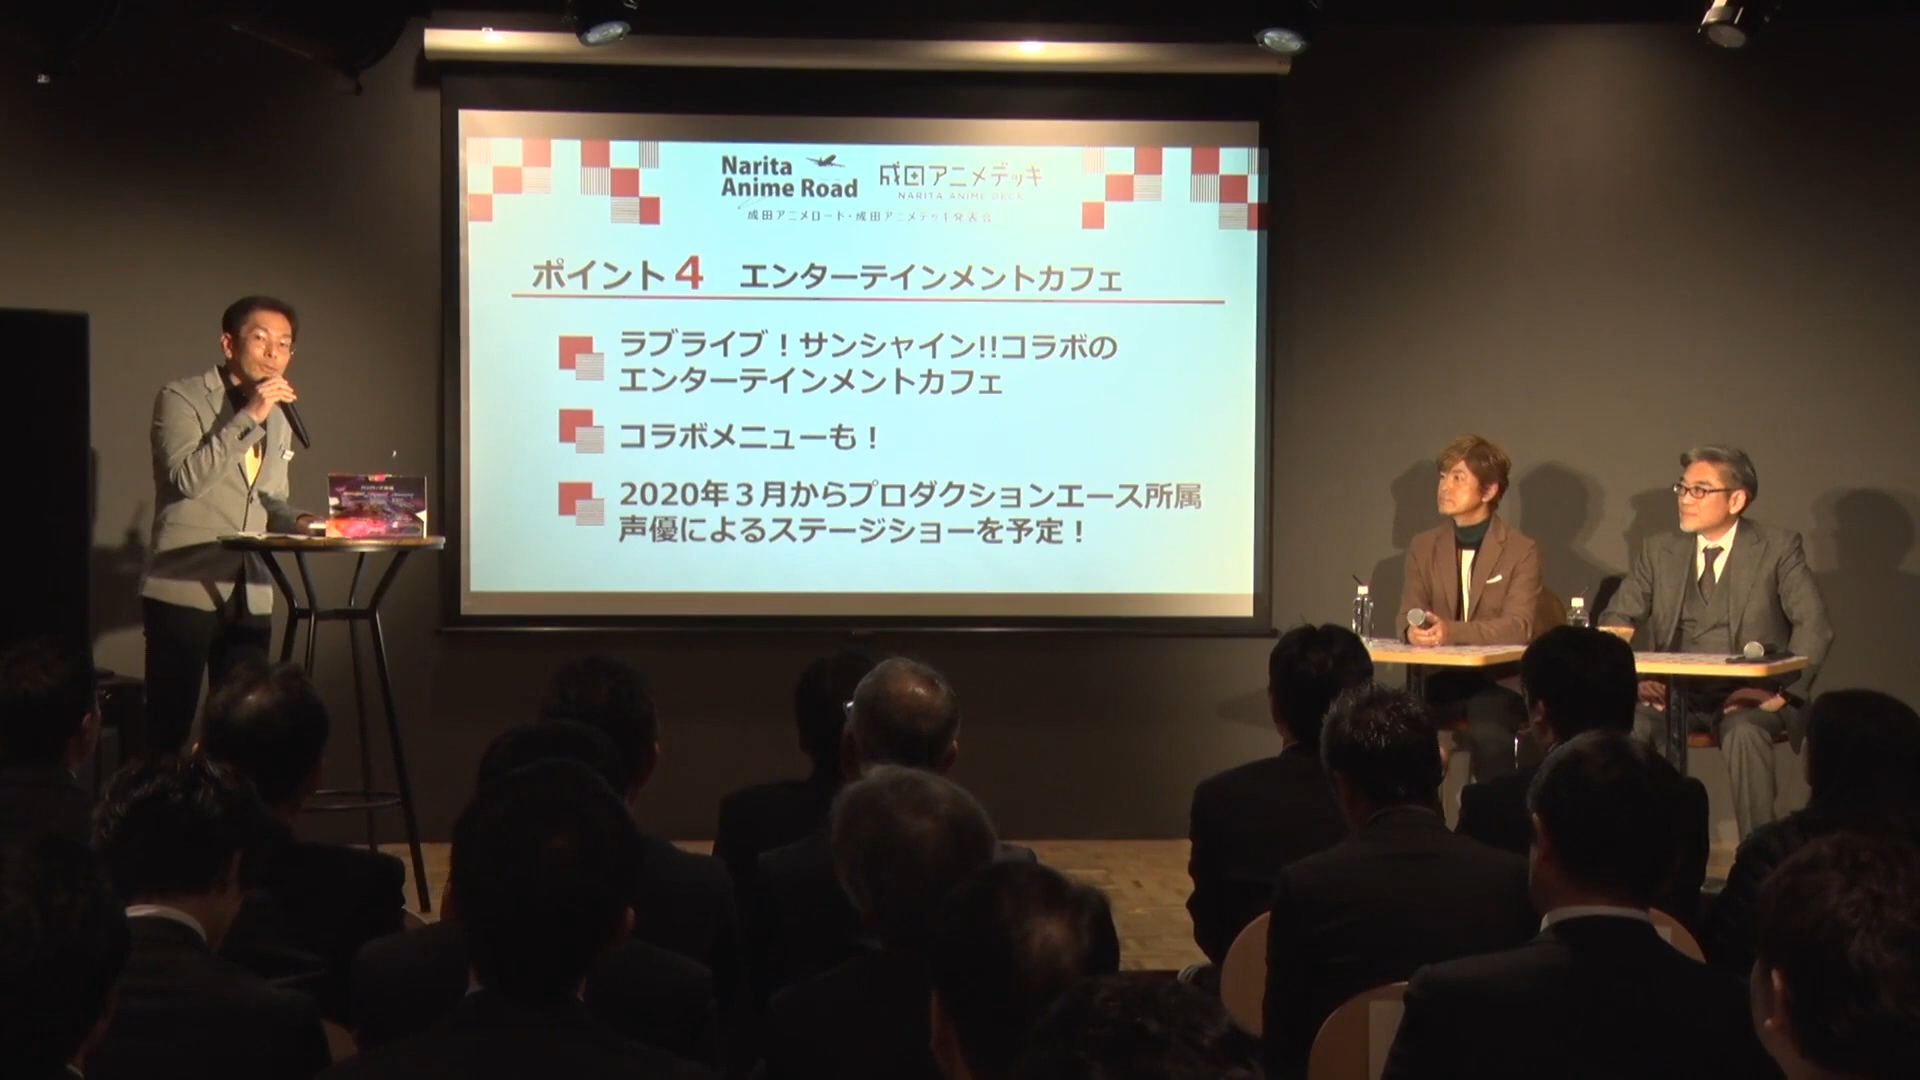 Narita
Anime Road
成田アニメデッキ
NARITA ANIME DECK
成田アニメロード・成田アニメデッキ発表会
ポイント4　エンターテインメントカフェ
ラブライブ！サンシャイン!!コラボの
エンターテインメントカフェ
コラボメニューも！
2020年３月からプロダクションエース所属
声優によるステージショーを予定！